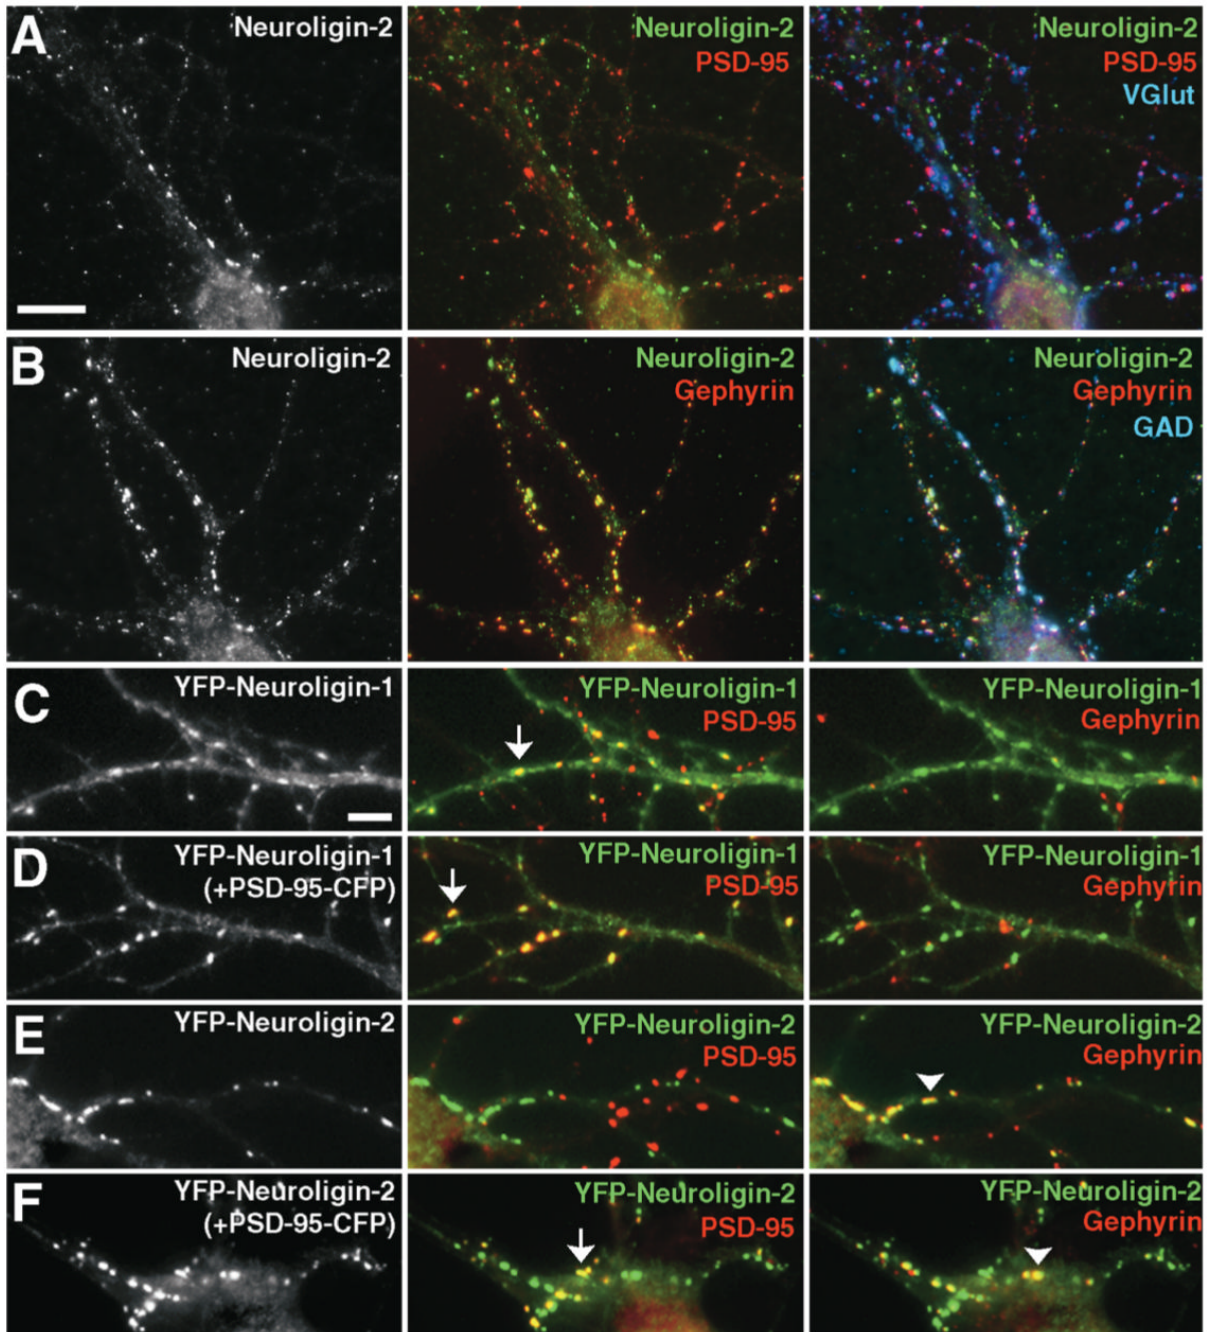 A
Neuroligin-2
Neuroligin-2
PSD-95
Neuroligin-2
PSD-95
VGlut
B
Neuroligin-2
Neuroligin-2
Gephyrin
Neuroligin-2
Gephyrin
GAD
C
YFP-Neuroligin-1
YFP-Neuroligin-1
PSD-95
YFP-Neuroligin-1
Gephyrin
D
YFP-Neuroligin-1
(+PSD-95-CFP)
YFP-Neuroligin-1
PSD-95
YFP-Neuroligin-1
Gephyrin
E
YFP-Neuroligin-2
YFP-Neuroligin-2
PSD-95
YFP-Neuroligin-2
Gephyrin
F
YFP-Neuroligin-2
(+PSD-95-CFP)
YFP-Neuroligin-2
PSD-95
YFP-Neuroligin-2
Gephyrin